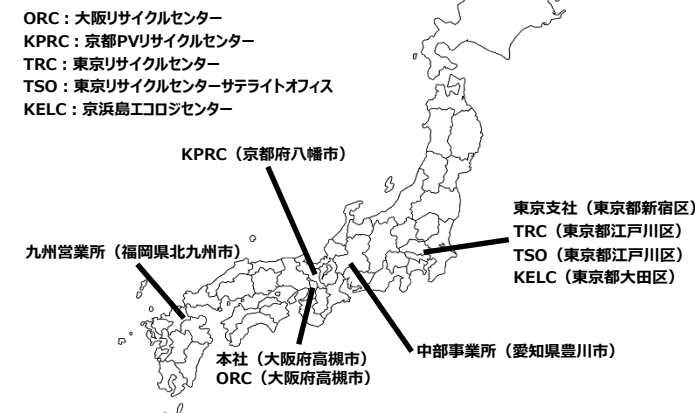 ORC：大阪リサイクルセンター
KPRC：京都PVリサイクルセンター
TRC：東京リサイクルセンター
TSO：東京リサイクルセンターサテライトオフィス
KELC：京浜島エコロジセンター
KPRC（京都府八幡市）
東京支社（東京都新宿区）
TRC（東京都江戸川区）
TSO（東京都江戸川区）
KELC（東京都大田区）
九州営業所（福岡県北九州市）
本社（大阪府高槻市）
ORC（大阪府高槻市）
中部事業所（愛知県豊川市）